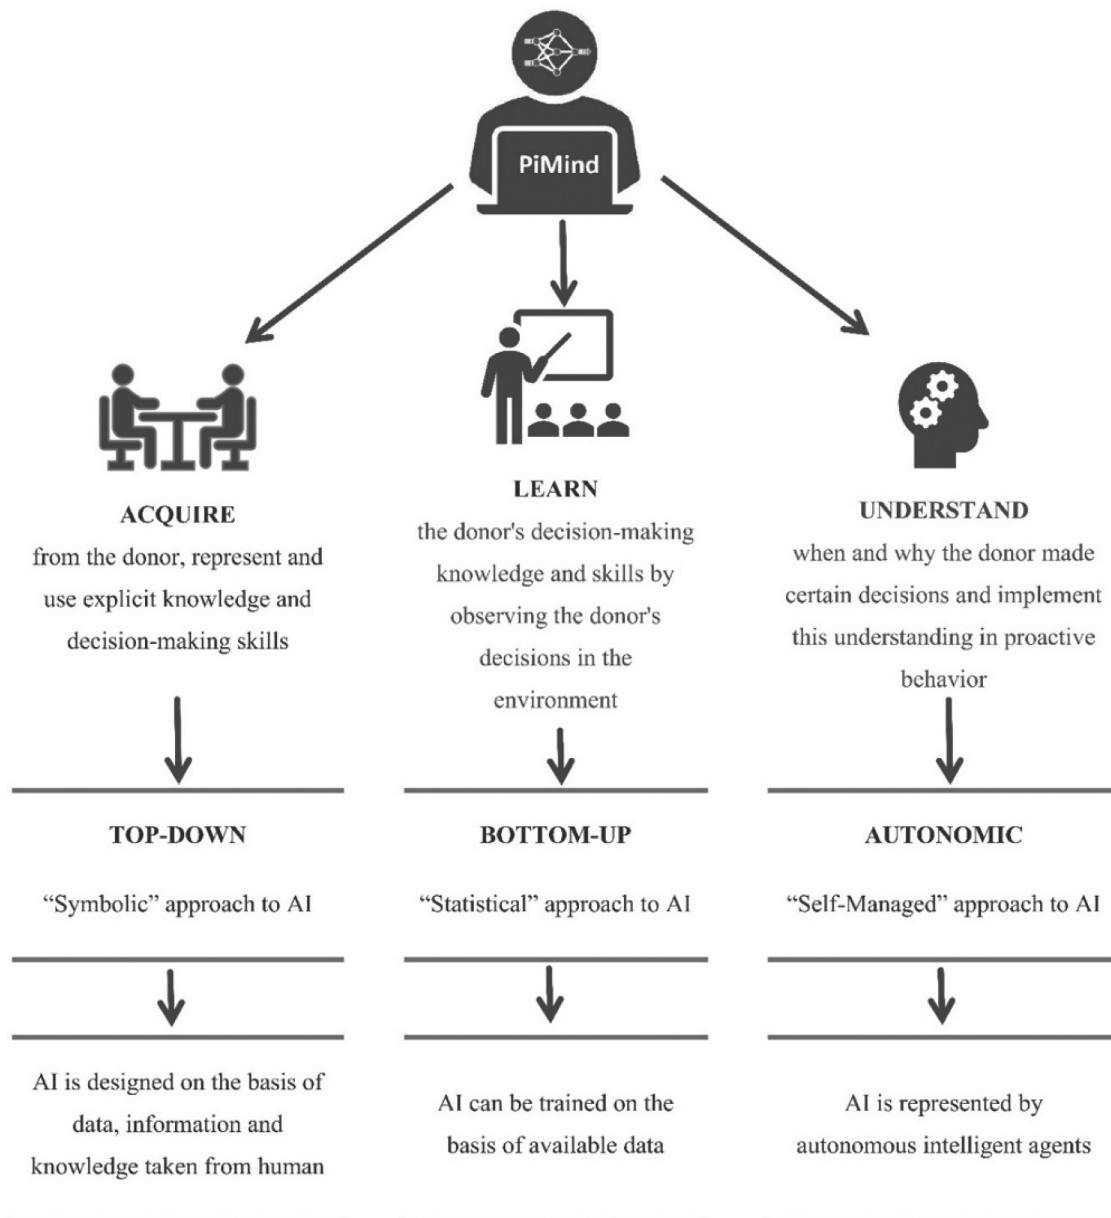 PiMind
ACQUIRE
from the donor, represent and
use explicit knowledge and
decision-making skills
LEARN
the donor's decision-making
knowledge and skills by
observing the donor's
decisions in the
environment
UNDERSTAND
when and why the donor made
certain decisions and implement
this understanding in proactive
behavior
TOP-DOWN
“Symbolic” approach to AI
BOTTOM-UP
“Statistical” approach to AI
AUTONOMIC
“Self-Managed” approach to AI
AI is designed on the basis of
data, information and
knowledge taken from human
AI can be trained on the
basis of available data
AI is represented by
autonomous intelligent agents